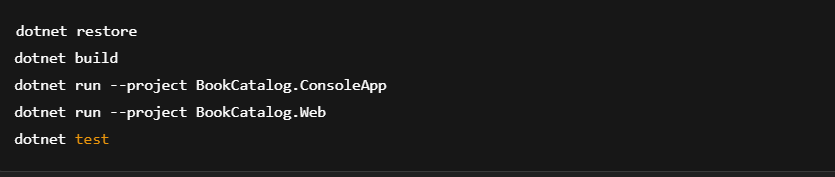 dotnet restore
dotnet build
dotnet run --project BookCatalog.ConsoleApp
dotnet run --project BookCatalog.Web
dotnet test